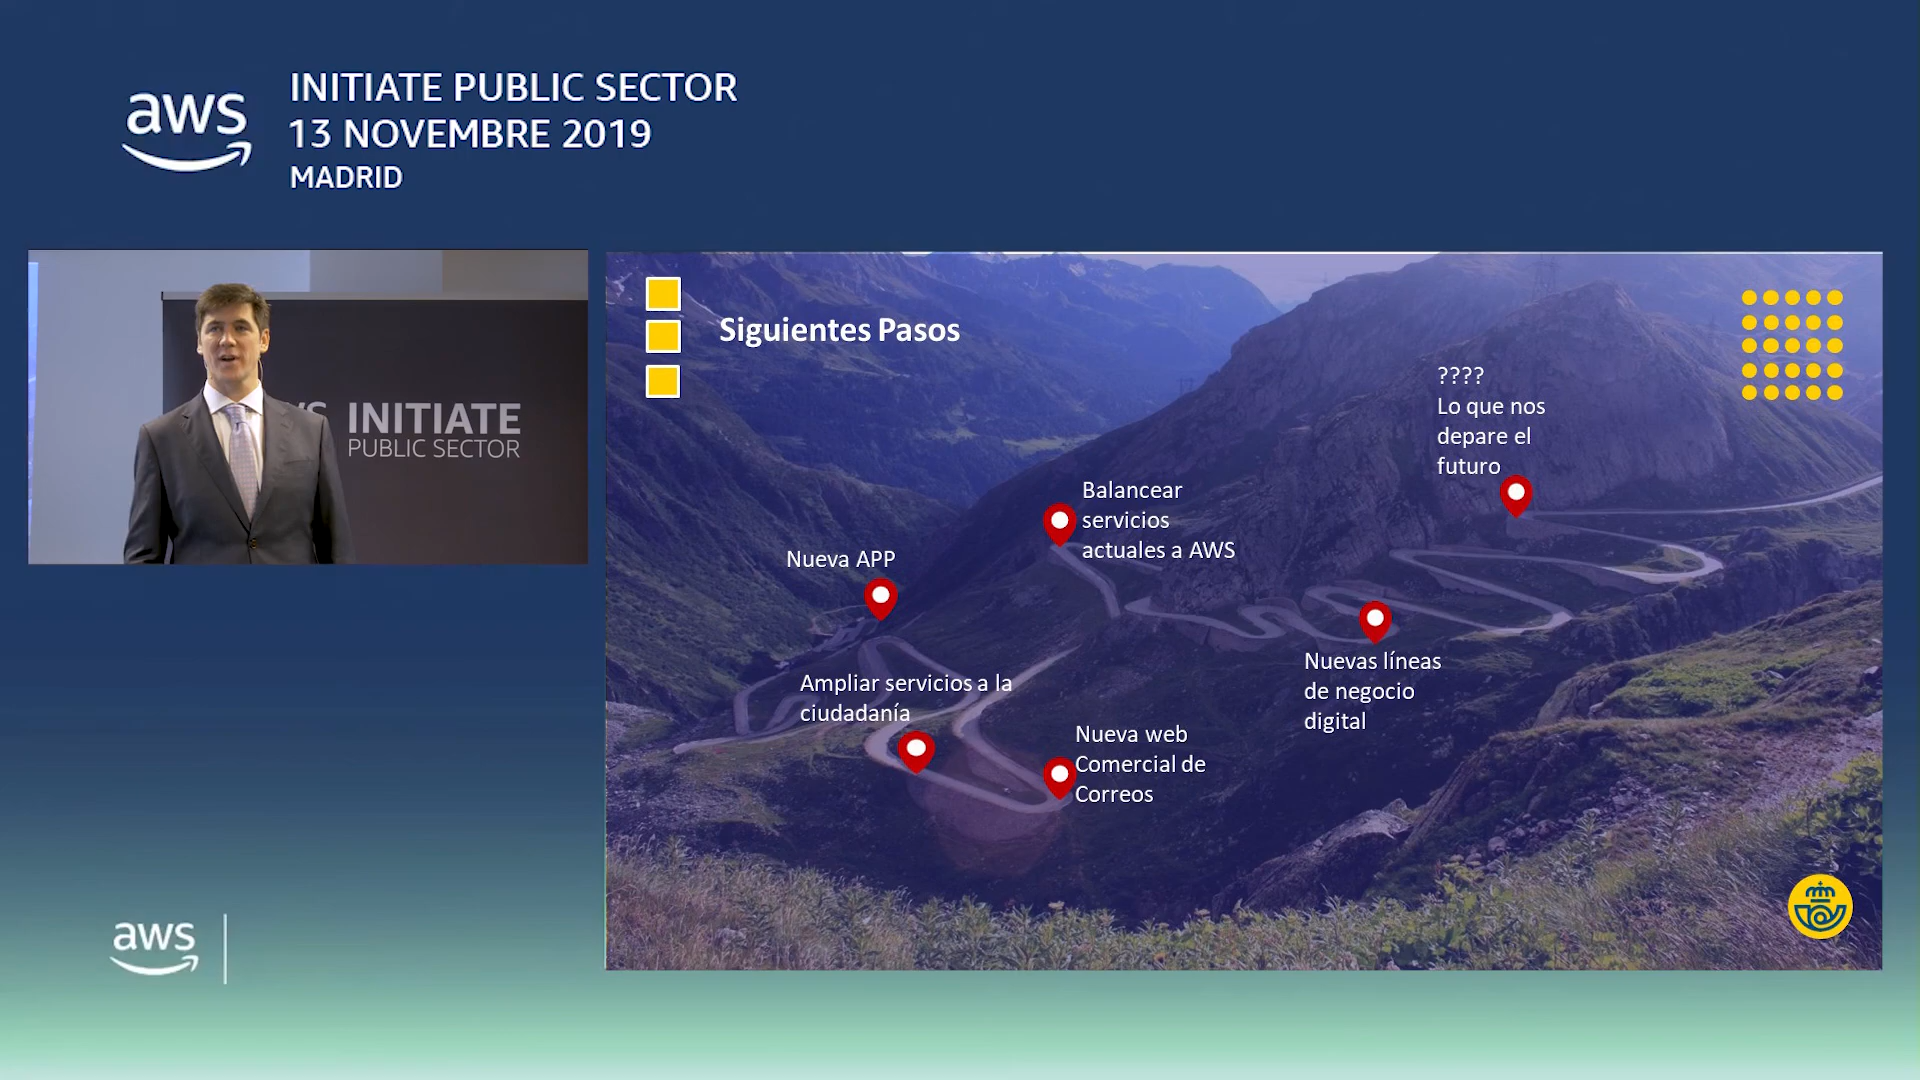 aws
INITIATE PUBLIC SECTOR
13 NOVEMBRE 2019
MADRID
WS INITIATE
PUBLIC SECTOR
Siguientes Pasos
????
Lo que nos
depare el
futuro
Balancear
servicios
actuales a AWS
Nueva APP
Nuevas líneas
de negocio
digital
Ampliar servicios a la
ciudadanía
Nueva web
Comercial de
Correos
aws